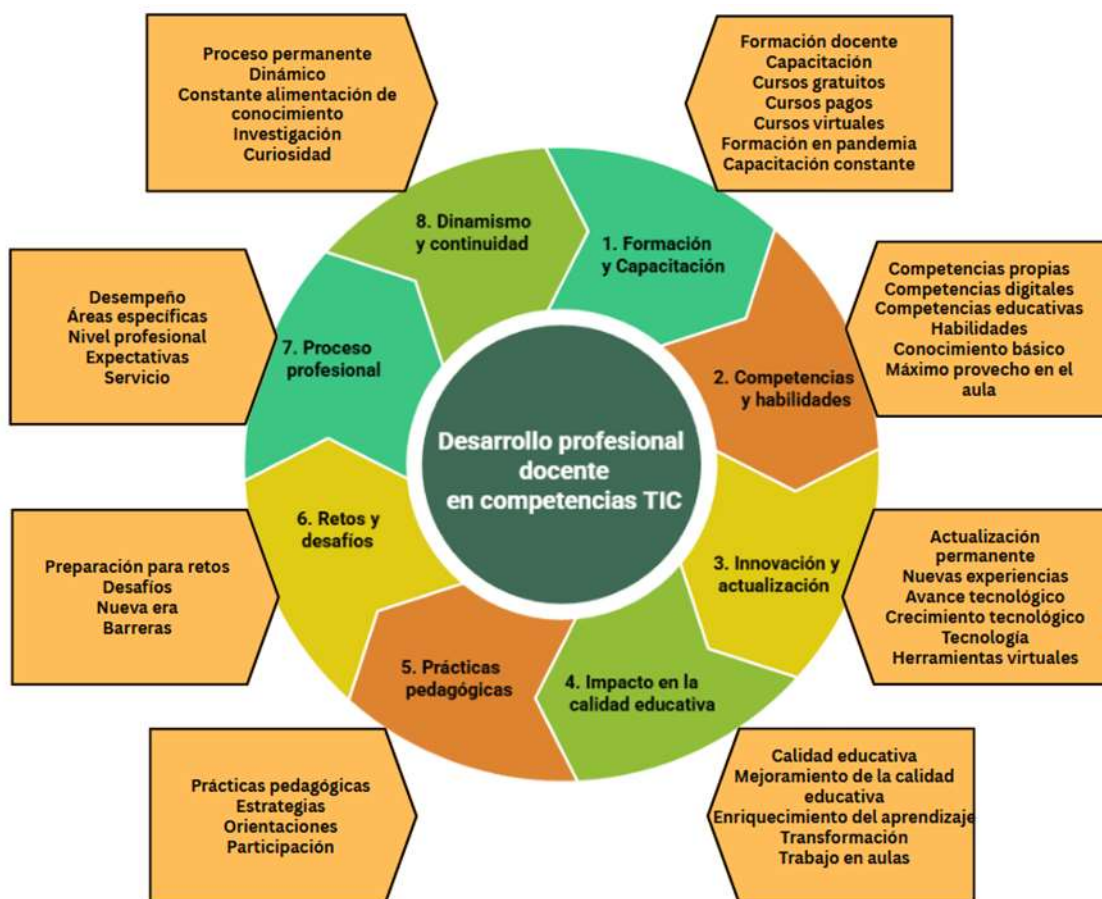 Proceso permanente
Dinámico
Constante alimentación de
conocimiento
Investigación
Curiosidad
Formación docente
Capacitación
Cursos gratuitos
Cursos pagos
Cursos virtuales
Formación en pandemia
Capacitación constante
8. Dinamismo
y continuidad
1. Formación
y Capacitación
Desempeño
Áreas específicas
Nivel profesional
Expectativas
Servicio
7. Proceso
profesional
2. Competencias
y habilidades
Competencias propias
Competencias digitales
Competencias educativas
Habilidades
Conocimiento básico
Máximo provecho en el
aula
Desarrollo profesional
docente
en competencias TIC
Preparación para retos
Desafíos
Nueva era
Barreras
6. Retos y
desafíos
3. Innovación y
actualización
Actualización
permanente
Nuevas experiencias
Avance tecnológico
Crecimiento tecnológico
Tecnología
Herramientas virtuales
5. Prácticas
pedagógicas
4. Impacto en la
calidad educativa
Prácticas pedagógicas
Estrategias
Orientaciones
Participación
Calidad educativa
Mejoramiento de la calidad
educativa
Enriquecimiento del aprendizaje
Transformación
Trabajo en aulas